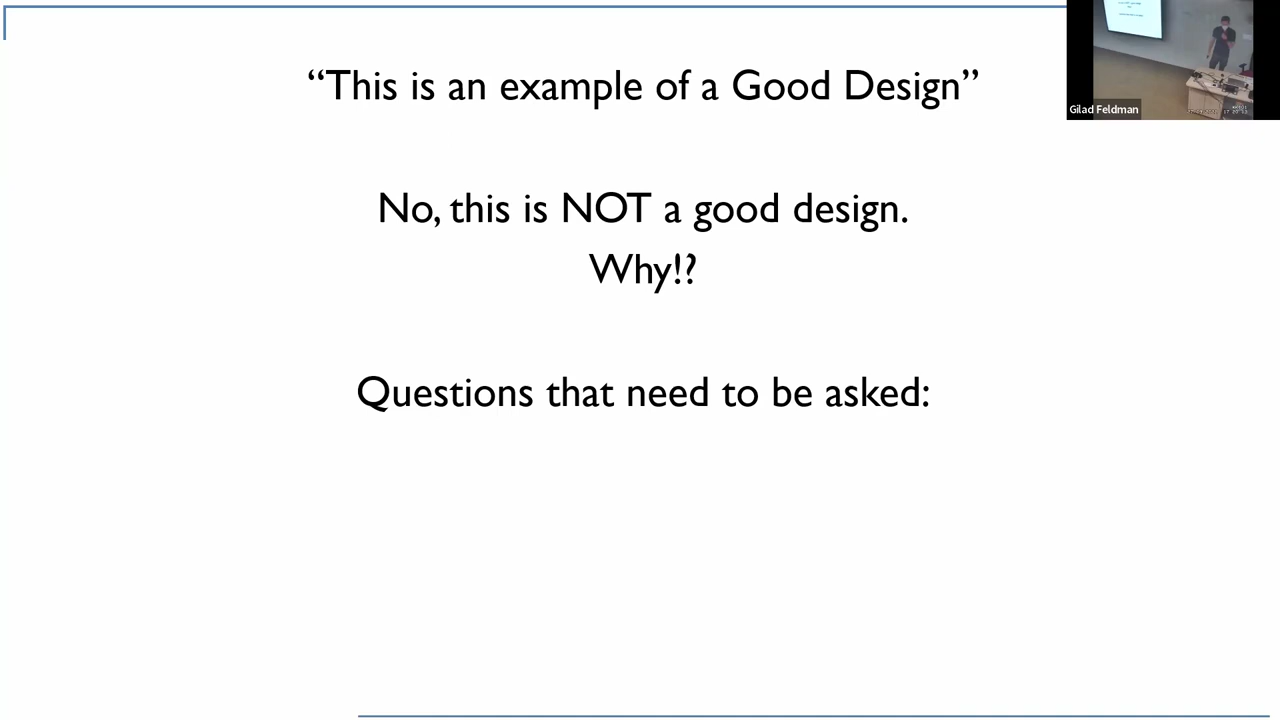 “This is an example of a Good Design”
No, this is NOT a good design.
Why!?
Questions that need to be asked:
Gilad Feldman